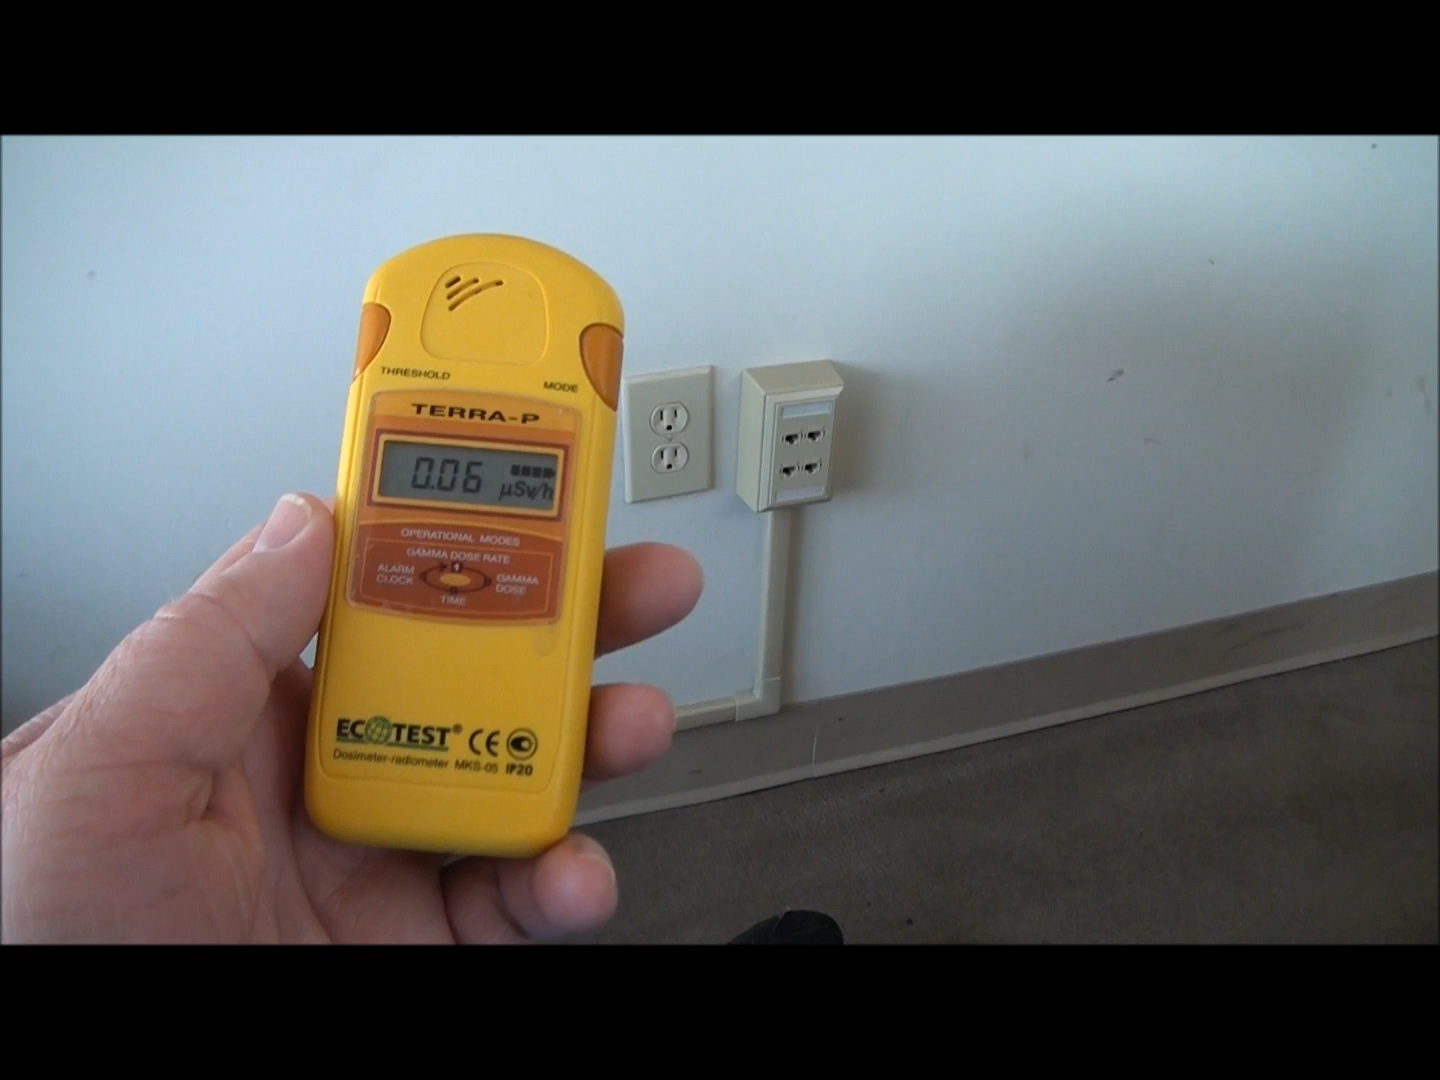 THRESHOLD
MODE
TERRA-P
0.06 µSv/h
OPERATIONAL MODES
GAMMA DOSE RATE
ALARM CLOCK
1
GAMMA DOSE
TIME
ECOTEST® CE
Dosimeter-radiometer MKS-05 IP20